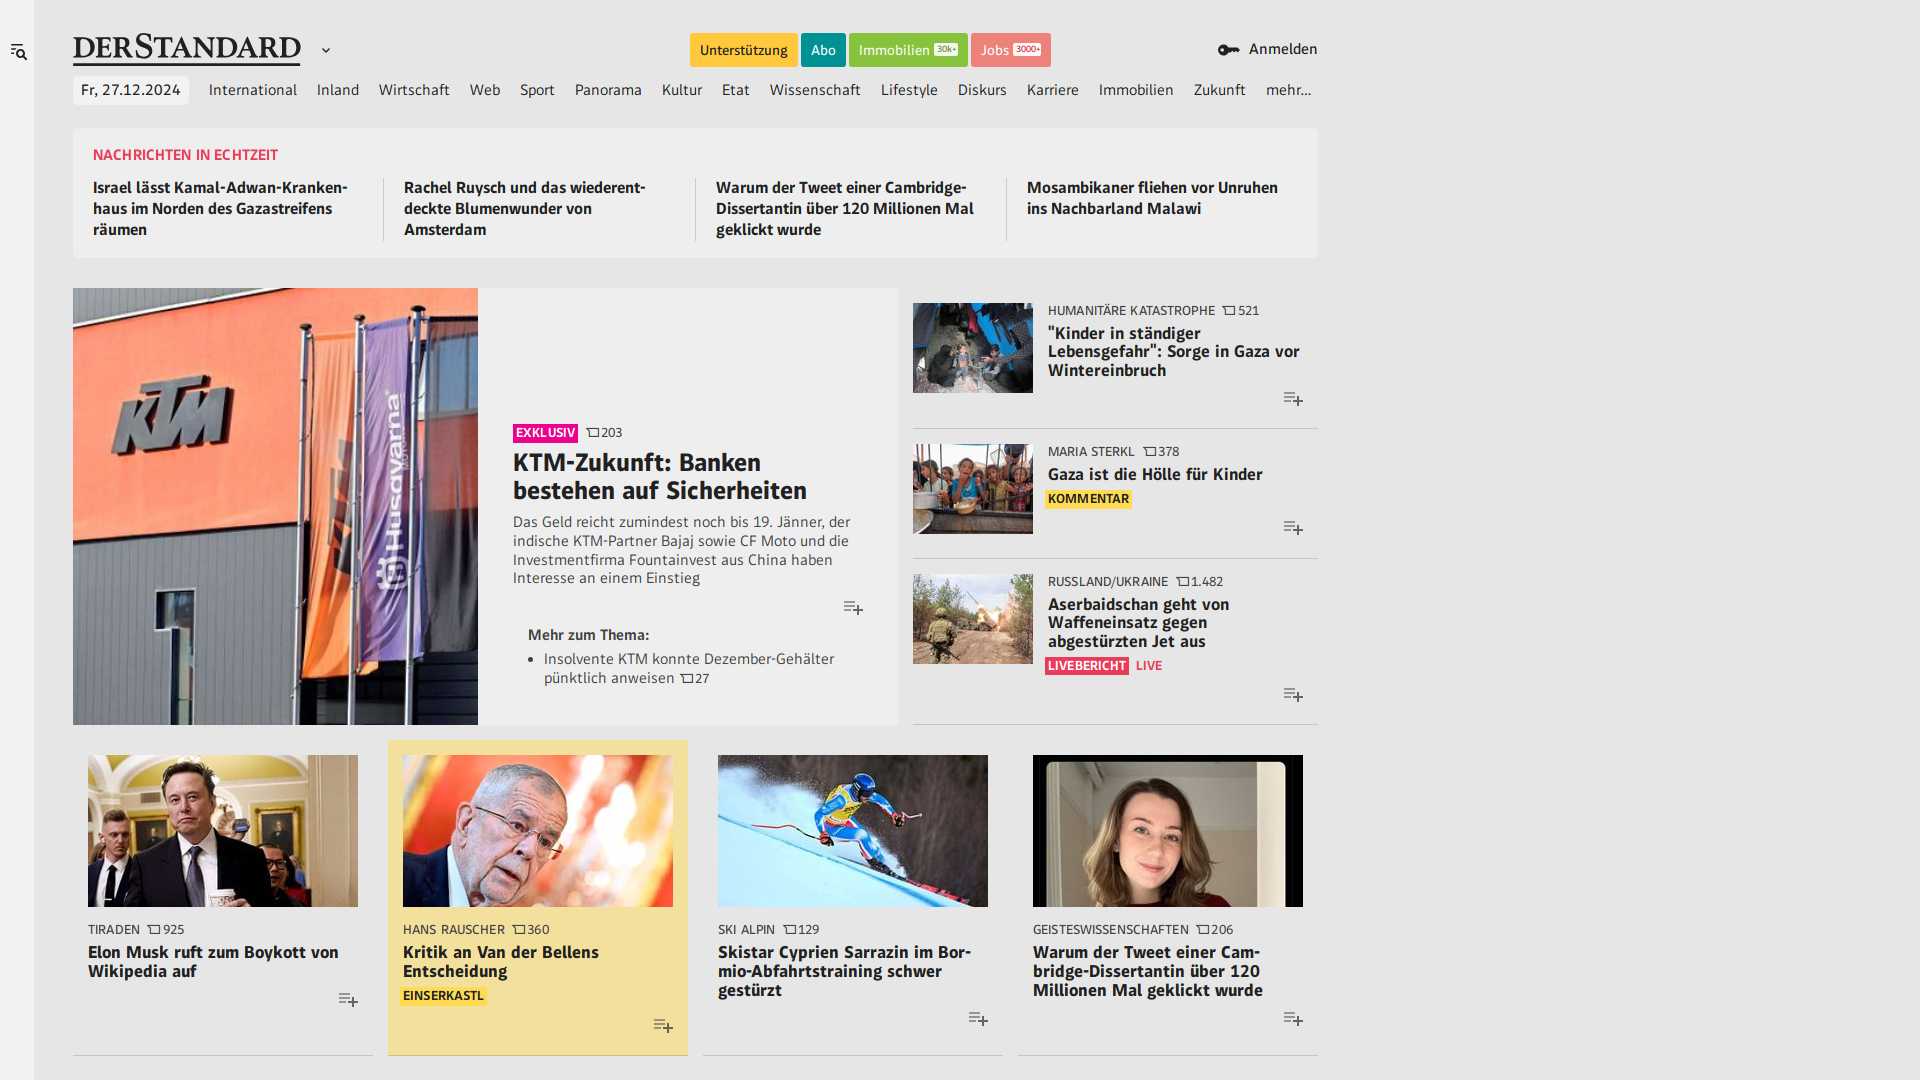 DERSTANDARD
Unterstützung
Abo
Immobilien 30k+
Jobs 3000+
Anmelden
Fr, 27.12.2024
International
Inland
Wirtschaft
Web
Sport
Panorama
Kultur
Etat
Wissenschaft
Lifestyle
Diskurs
Karriere
Immobilien
Zukunft
mehr...
NACHRICHTEN IN ECHTZEIT
Israel lässt Kamal-Adwan-Kranken-
haus im Norden des Gazastreifens
räumen
Rachel Ruysch und das wiederent-
deckte Blumenwunder von
Amsterdam
Warum der Tweet einer Cambridge-
Dissertantin über 120 Millionen Mal
geklickt wurde
Mosambikaner fliehen vor Unruhen
ins Nachbarland Malawi
KTM
Husqvarna
EXKLUSIV 203
KTM-Zukunft: Banken
bestehen auf Sicherheiten
Das Geld reicht zumindest noch bis 19. Jänner, der
indische KTM-Partner Bajaj sowie CF Moto und die
Investmentfirma Fountainvest aus China haben
Interesse an einem Einstieg
Mehr zum Thema:
• Insolvente KTM konnte Dezember-Gehälter
pünktlich anweisen 27
HUMANITÄRE KATASTROPHE 521
"Kinder in ständiger
Lebensgefahr": Sorge in Gaza vor
Wintereinbruch
MARIA STERKL 378
Gaza ist die Hölle für Kinder
KOMMENTAR
RUSSLAND/UKRAINE 1.482
Aserbaidschan geht von
Waffeneinsatz gegen
abgestürzten Jet aus
LIVEBERICHT LIVE
TIRADEN 925
Elon Musk ruft zum Boykott von
Wikipedia auf
HANS RAUSCHER 360
Kritik an Van der Bellens
Entscheidung
EINSERKASTL
SKI ALPIN 129
Skistar Cyprien Sarrazin im Bor-
mio-Abfahrtstraining schwer
gestürzt
GEISTESWISSENSCHAFTEN 206
Warum der Tweet einer Cam-
bridge-Dissertantin über 120
Millionen Mal geklickt wurde